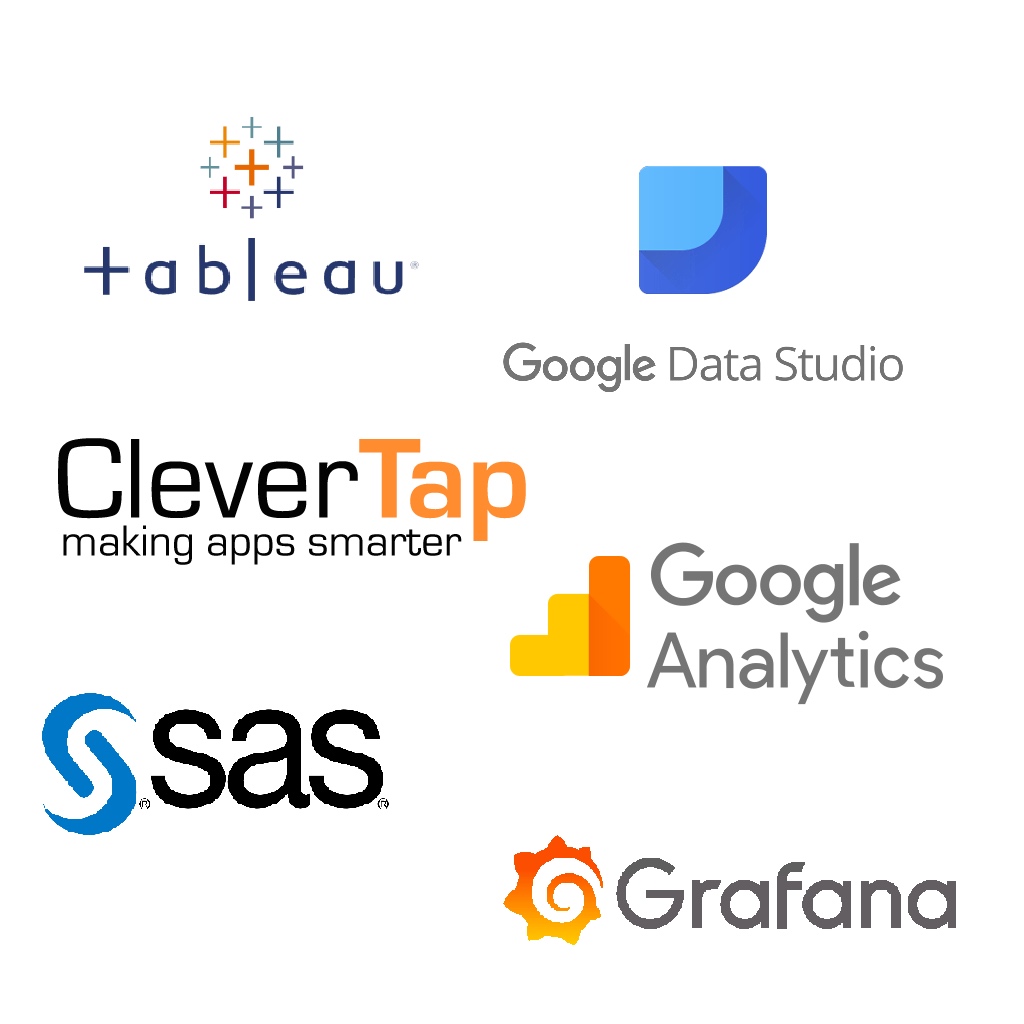 tableau®
Google Data Studio
CleverTap
making apps smarter
Google
Analytics
®sas®
Grafana